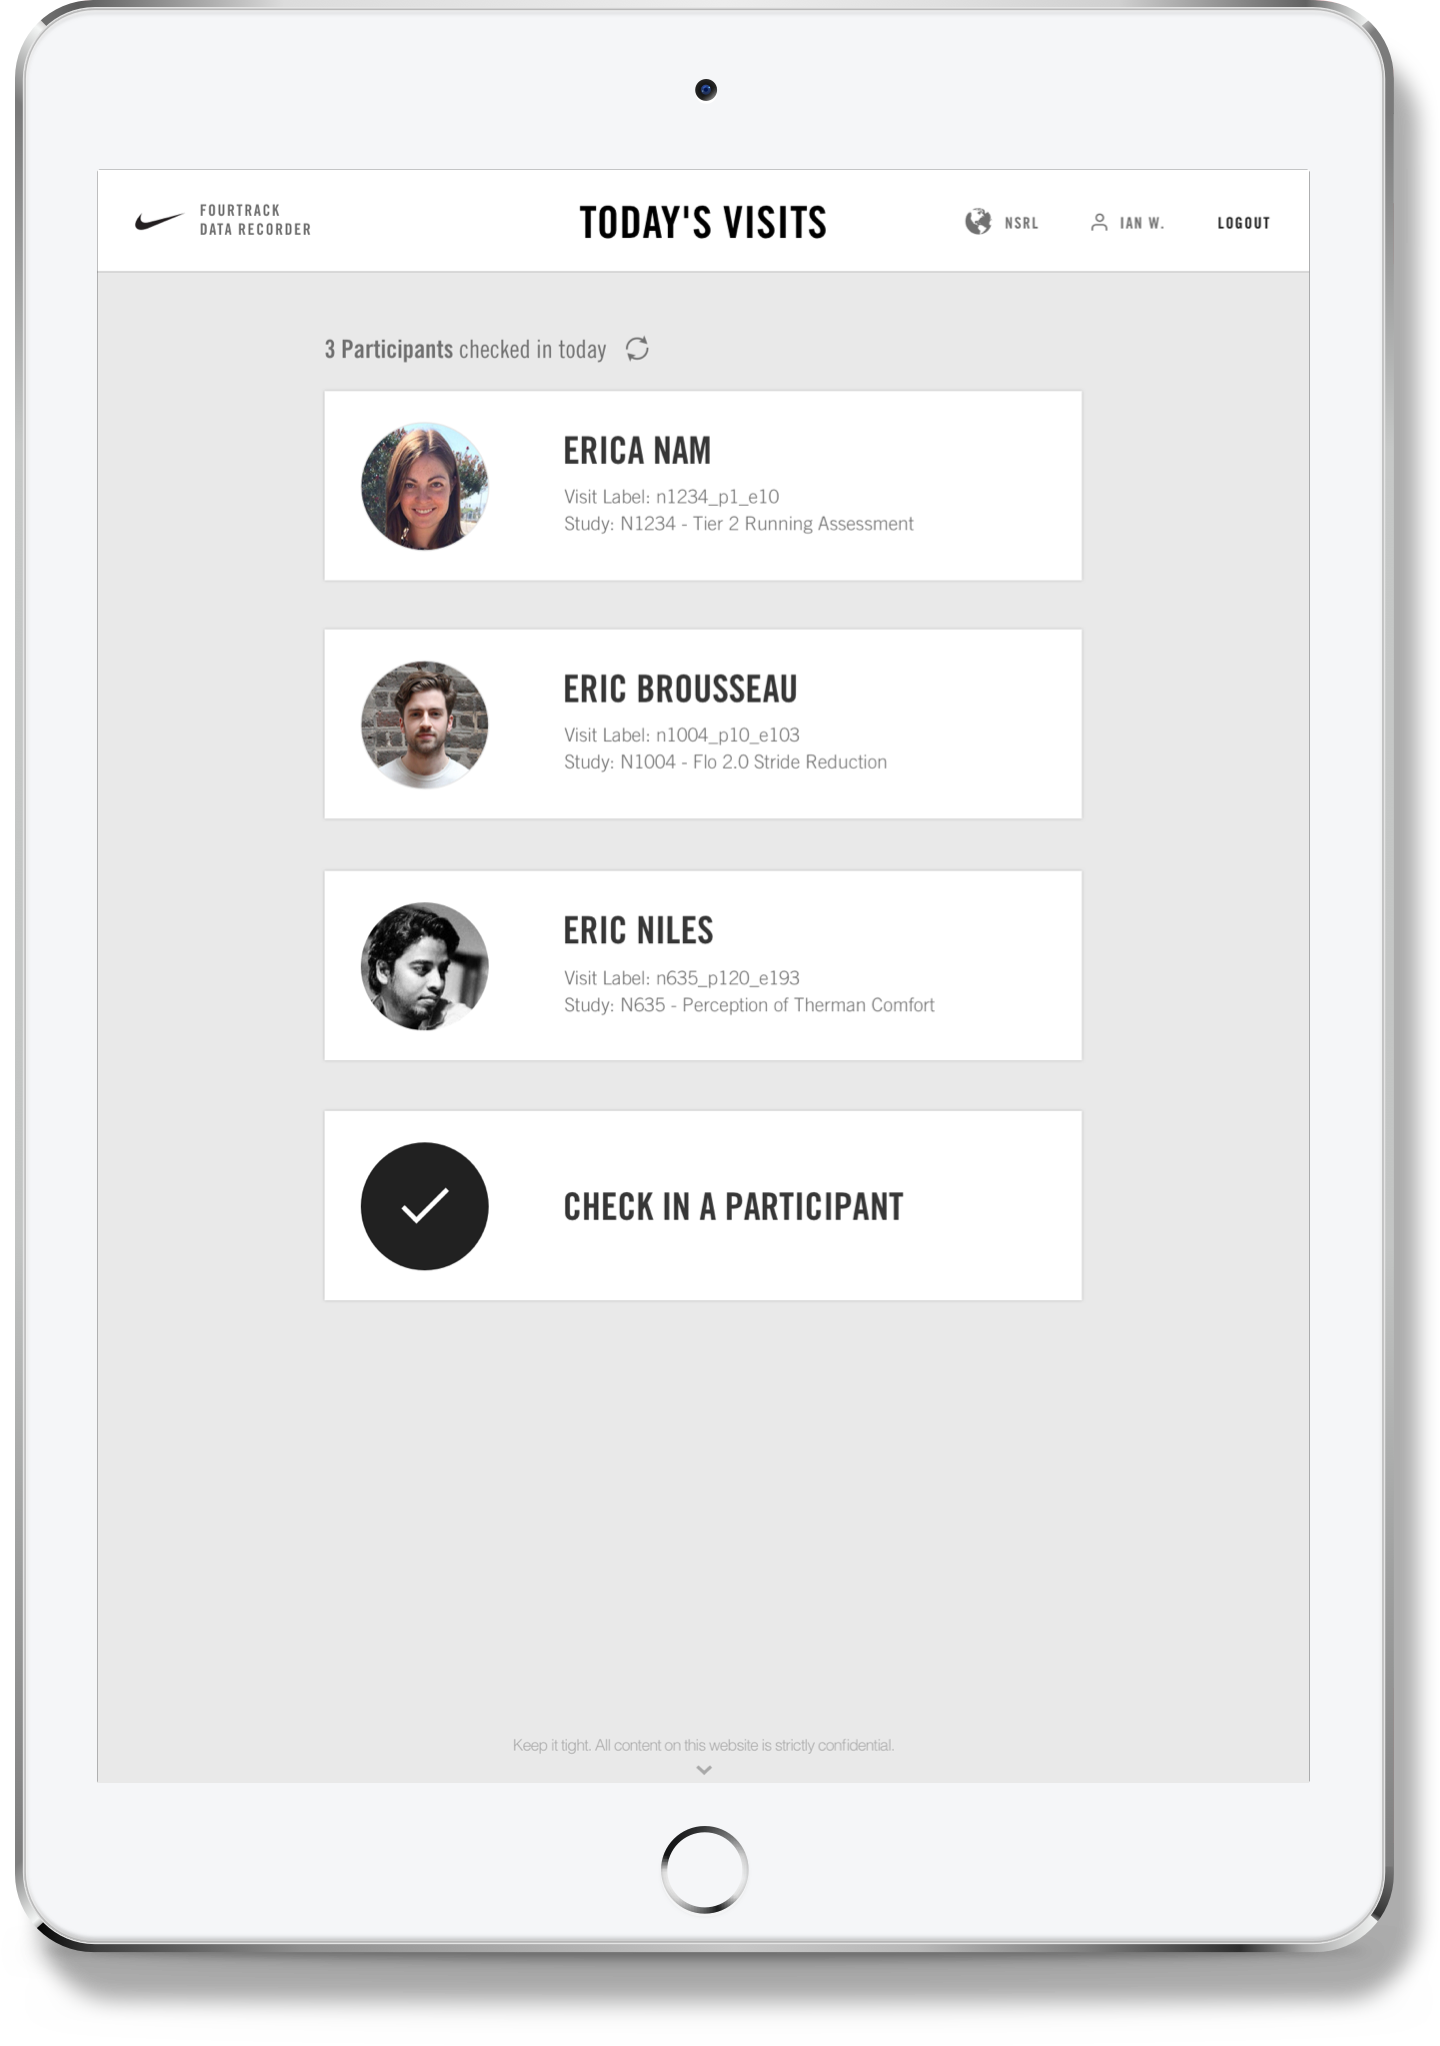 FOURTRACK
DATA RECORDER
TODAY'S VISITS
NSRL
IAN W.
LOGOUT
3 Participants checked in today
ERICA NAM
Visit Label: n1234_p1_e10
Study: N1234 - Tier 2 Running Assessment
ERIC BROUSSEAU
Visit Label: n1004_p10_e103
Study: N1004 - Flo 2.0 Stride Reduction
ERIC NILES
Visit Label: n635_p120_e193
Study: N635 - Perception of Therman Comfort
CHECK IN A PARTICIPANT
Keep it tight. All content on this website is strictly confidential.